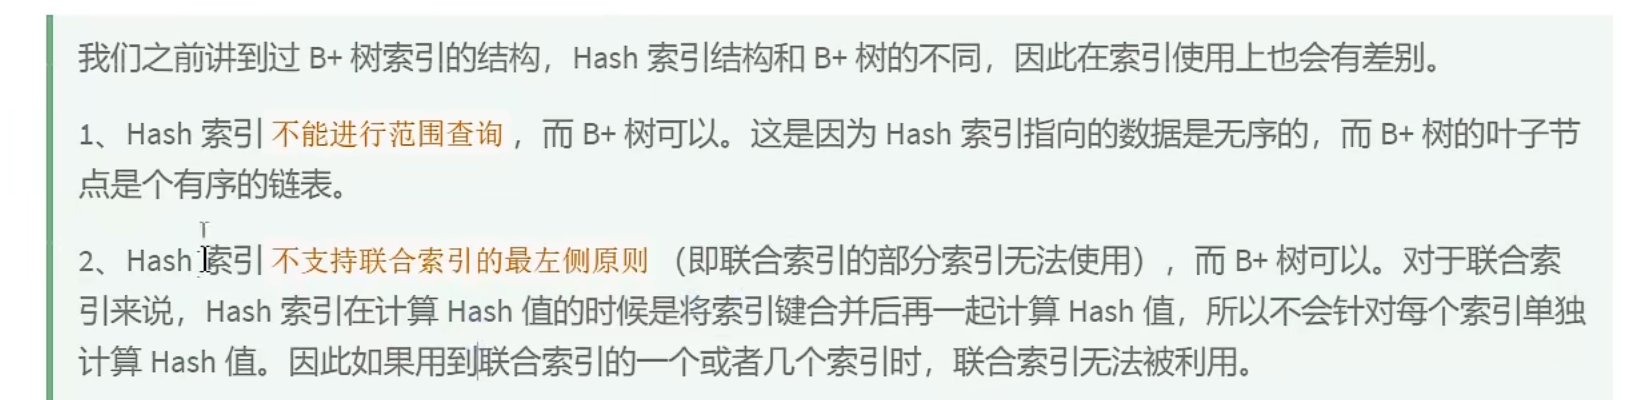 我们之前讲到过 B+ 树索引的结构，Hash 索引结构和 B+ 树的不同，因此在索引使用上也会有差别。
1、Hash 索引 不能进行范围查询 ，而 B+ 树可以。这是因为 Hash 索引指向的数据是无序的，而 B+ 树的叶子节
点是个有序的链表。
2、Hash 索引 不支持联合索引的最左侧原则 （即联合索引的部分索引无法使用），而 B+ 树可以。对于联合索
引来说，Hash 索引在计算 Hash 值的时候是将索引键合并后再一起计算 Hash 值，所以不会针对每个索引单独
计算 Hash 值。因此如果用到联合索引的一个或者几个索引时，联合索引无法被利用。